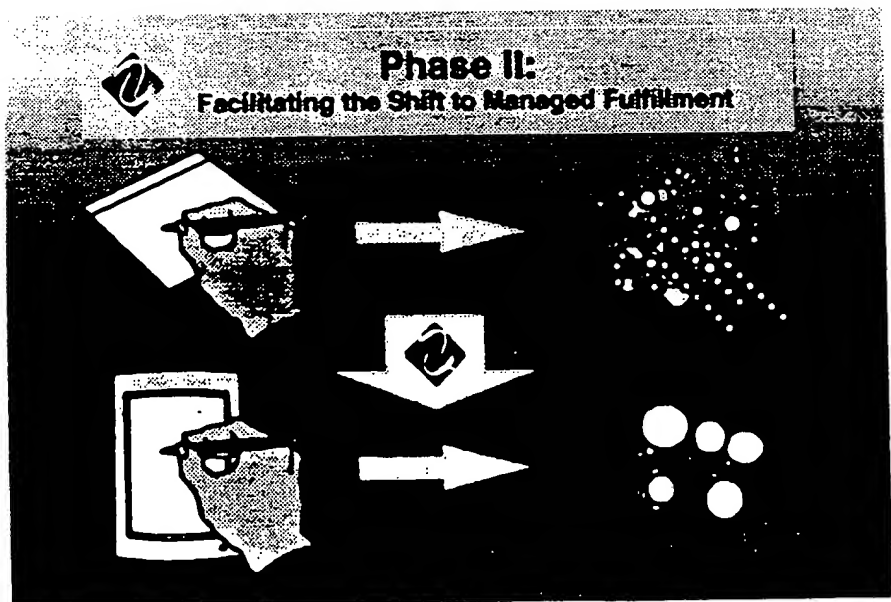 Phase II:
Facilitating the Shift to Managed Fulfillment